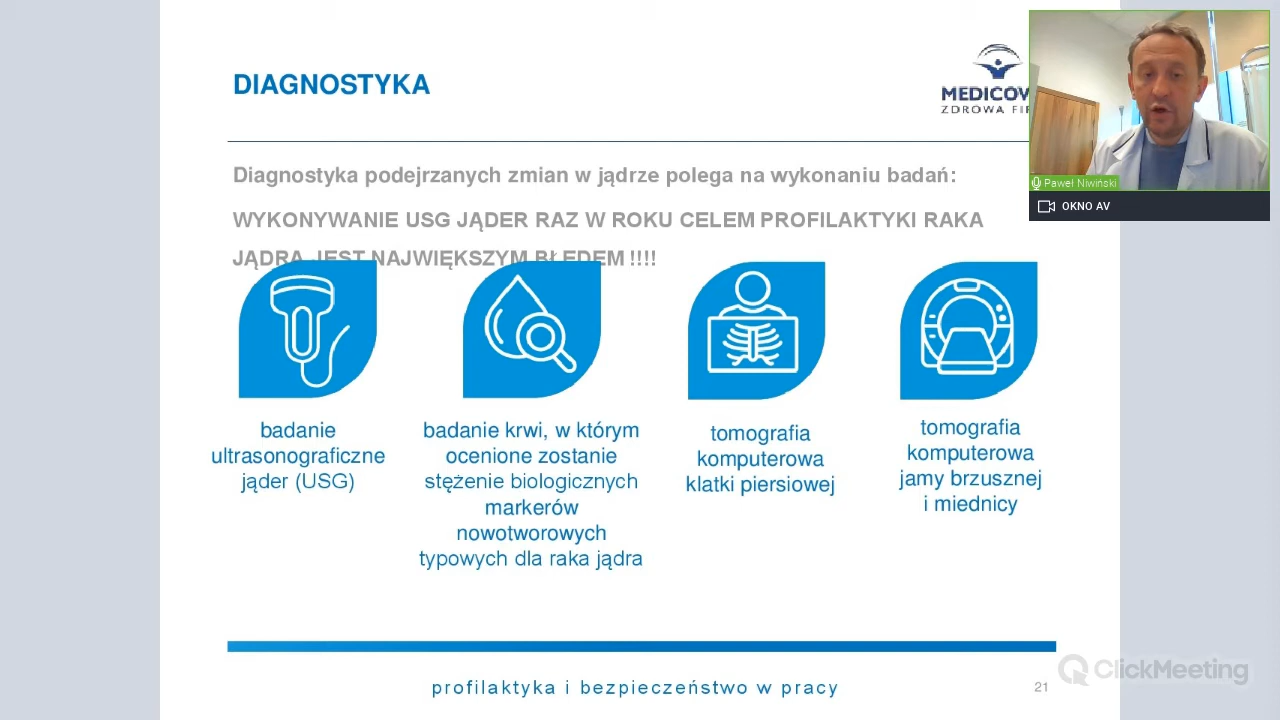 DIAGNOSTYKA
MEDICOV
ZDROWA FIR
Diagnostyka podejrzanych zmian w jądrze polega na wykonaniu badań:
WYKONYWANIE USG JĄDER RAZ W ROKU CELEM PROFILAKTYKI RAKA
JĄDRA JEST NAJWIĘKSZYM BŁĘDEM !!!!
Paweł Niwiński
OKNO AV
badanie
ultrasonograficzne
jąder (USG)
badanie krwi, w którym
ocenione zostanie
stężenie biologicznych
markerów
nowotworowych
typowych dla raka jądra
tomografia
komputerowa
klatki piersiowej
tomografia
komputerowa
jamy brzusznej
i miednicy
profilaktyka i bezpieczeństwo w pracy
21
ClickMeeting